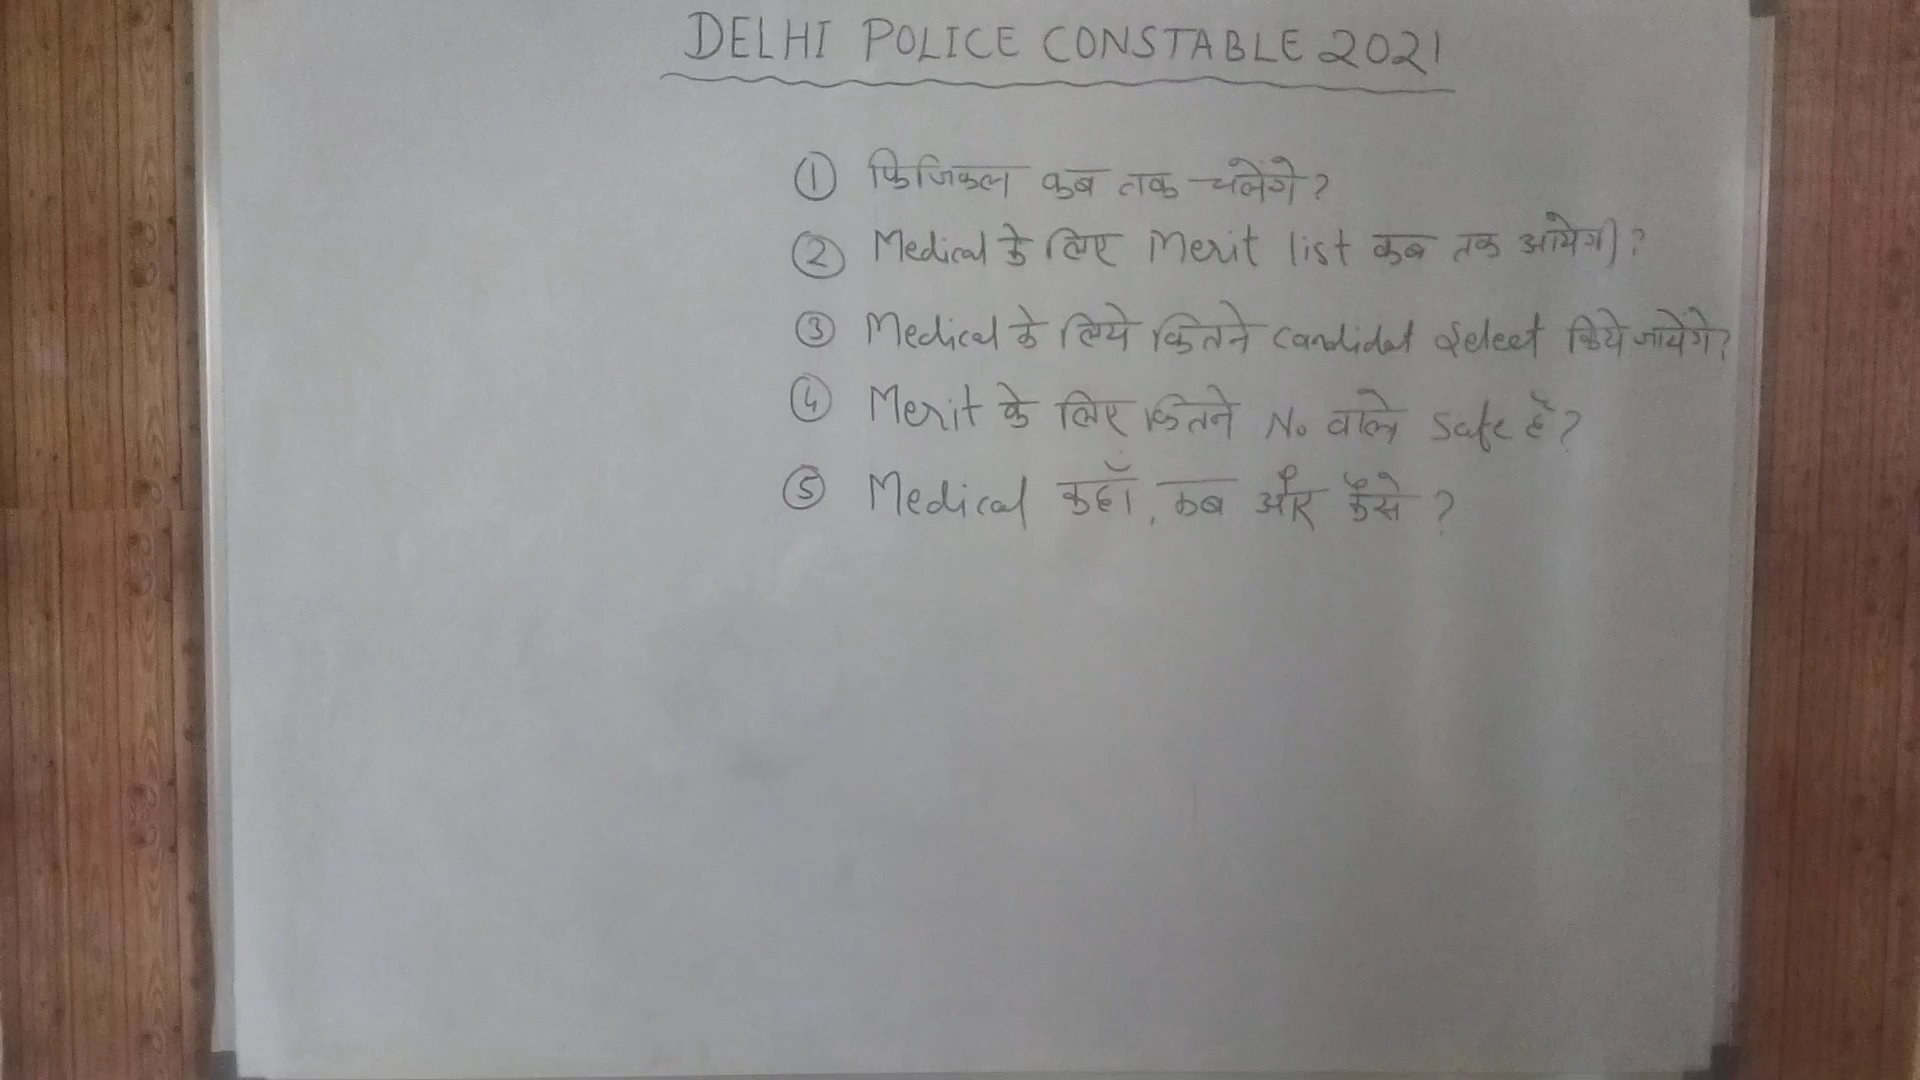 DELHI POLICE CONSTABLE 2021
① फिजिकल कब तक चलेंगे?
② Medical के लिए Merit list कब तक आयेगी?
③ Medical के लिये कितने candidat Select किये जायेंगे?
④ Merit के लिए कितने No वाले Safe है?
⑤ Medical कहाँ, कब और कैसे?